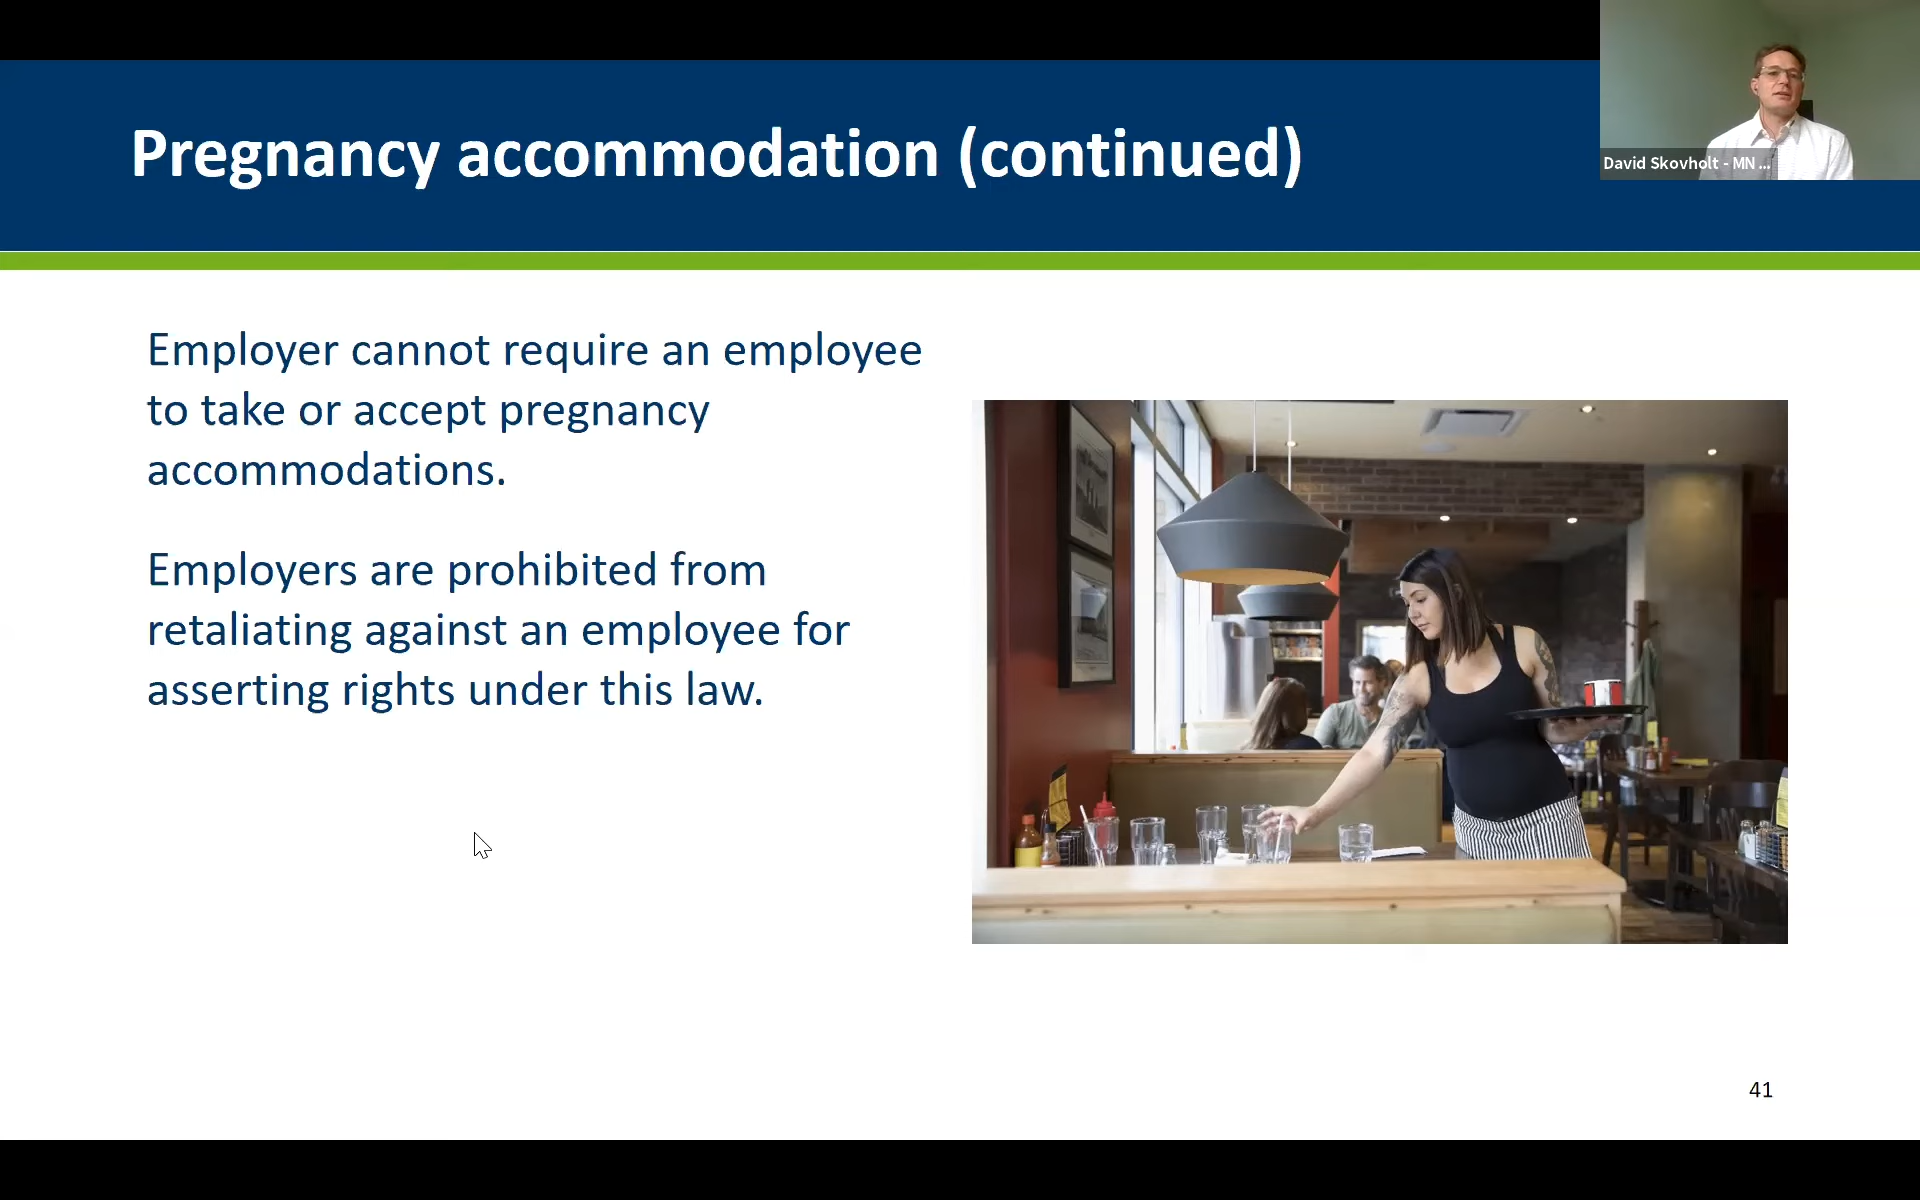 Pregnancy accommodation (continued)
David Skovholt - MN ...
Employer cannot require an employee
to take or accept pregnancy
accommodations.
Employers are prohibited from
retaliating against an employee for
asserting rights under this law.
41